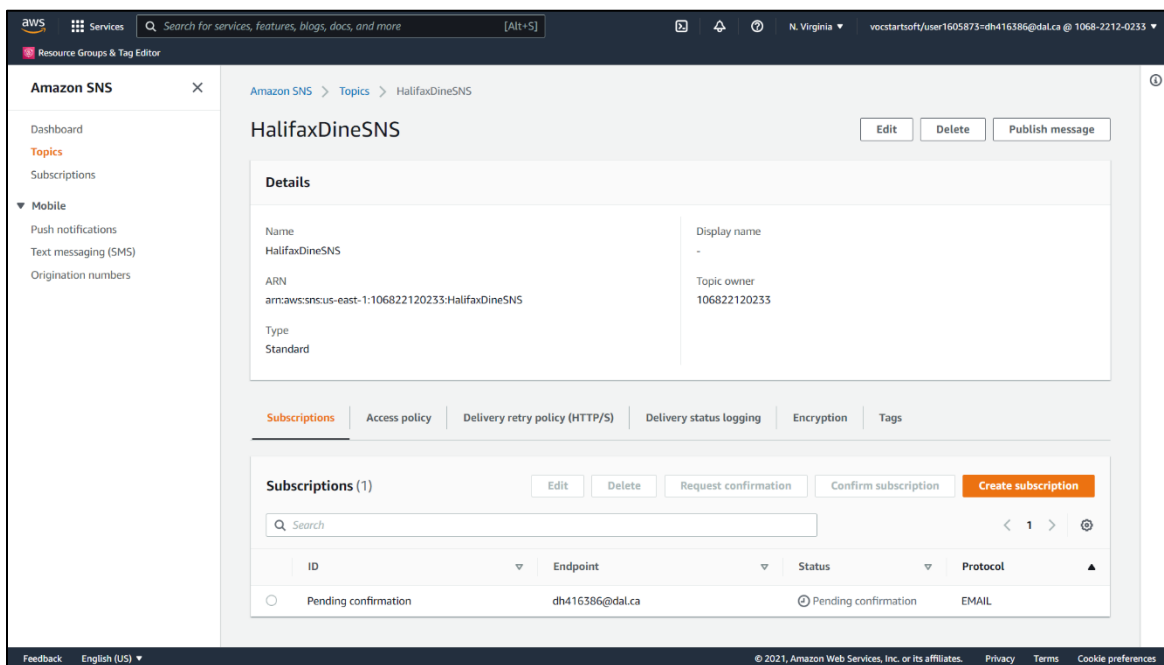 aws Services Search for services, features, blogs, docs, and more [Alt+S] N. Virginia ▼ vocstartsoft/user1605873=dh416386@dal.ca @ 1068-2212-0233 ▼
Resource Groups & Tag Editor
Amazon SNS
Dashboard
Topics
Subscriptions
Mobile
Push notifications
Text messaging (SMS)
Origination numbers
Amazon SNS > Topics > HalifaxDineSNS
HalifaxDineSNS Edit Delete Publish message
Details
Name
HalifaxDineSNS
ARN
arn:aws:sns:us-east-1:106822120233:HalifaxDineSNS
Type
Standard
Display name
-
Topic owner
106822120233
Subscriptions Access policy Delivery retry policy (HTTP/S) Delivery status logging Encryption Tags
Subscriptions (1) Edit Delete Request confirmation Confirm subscription Create subscription
Search < 1 >
ID Endpoint Status Protocol
Pending confirmation dh416386@dal.ca Pending confirmation EMAIL
Feedback English (US) ▼ © 2021, Amazon Web Services, Inc. or its affiliates. Privacy Terms Cookie preferences